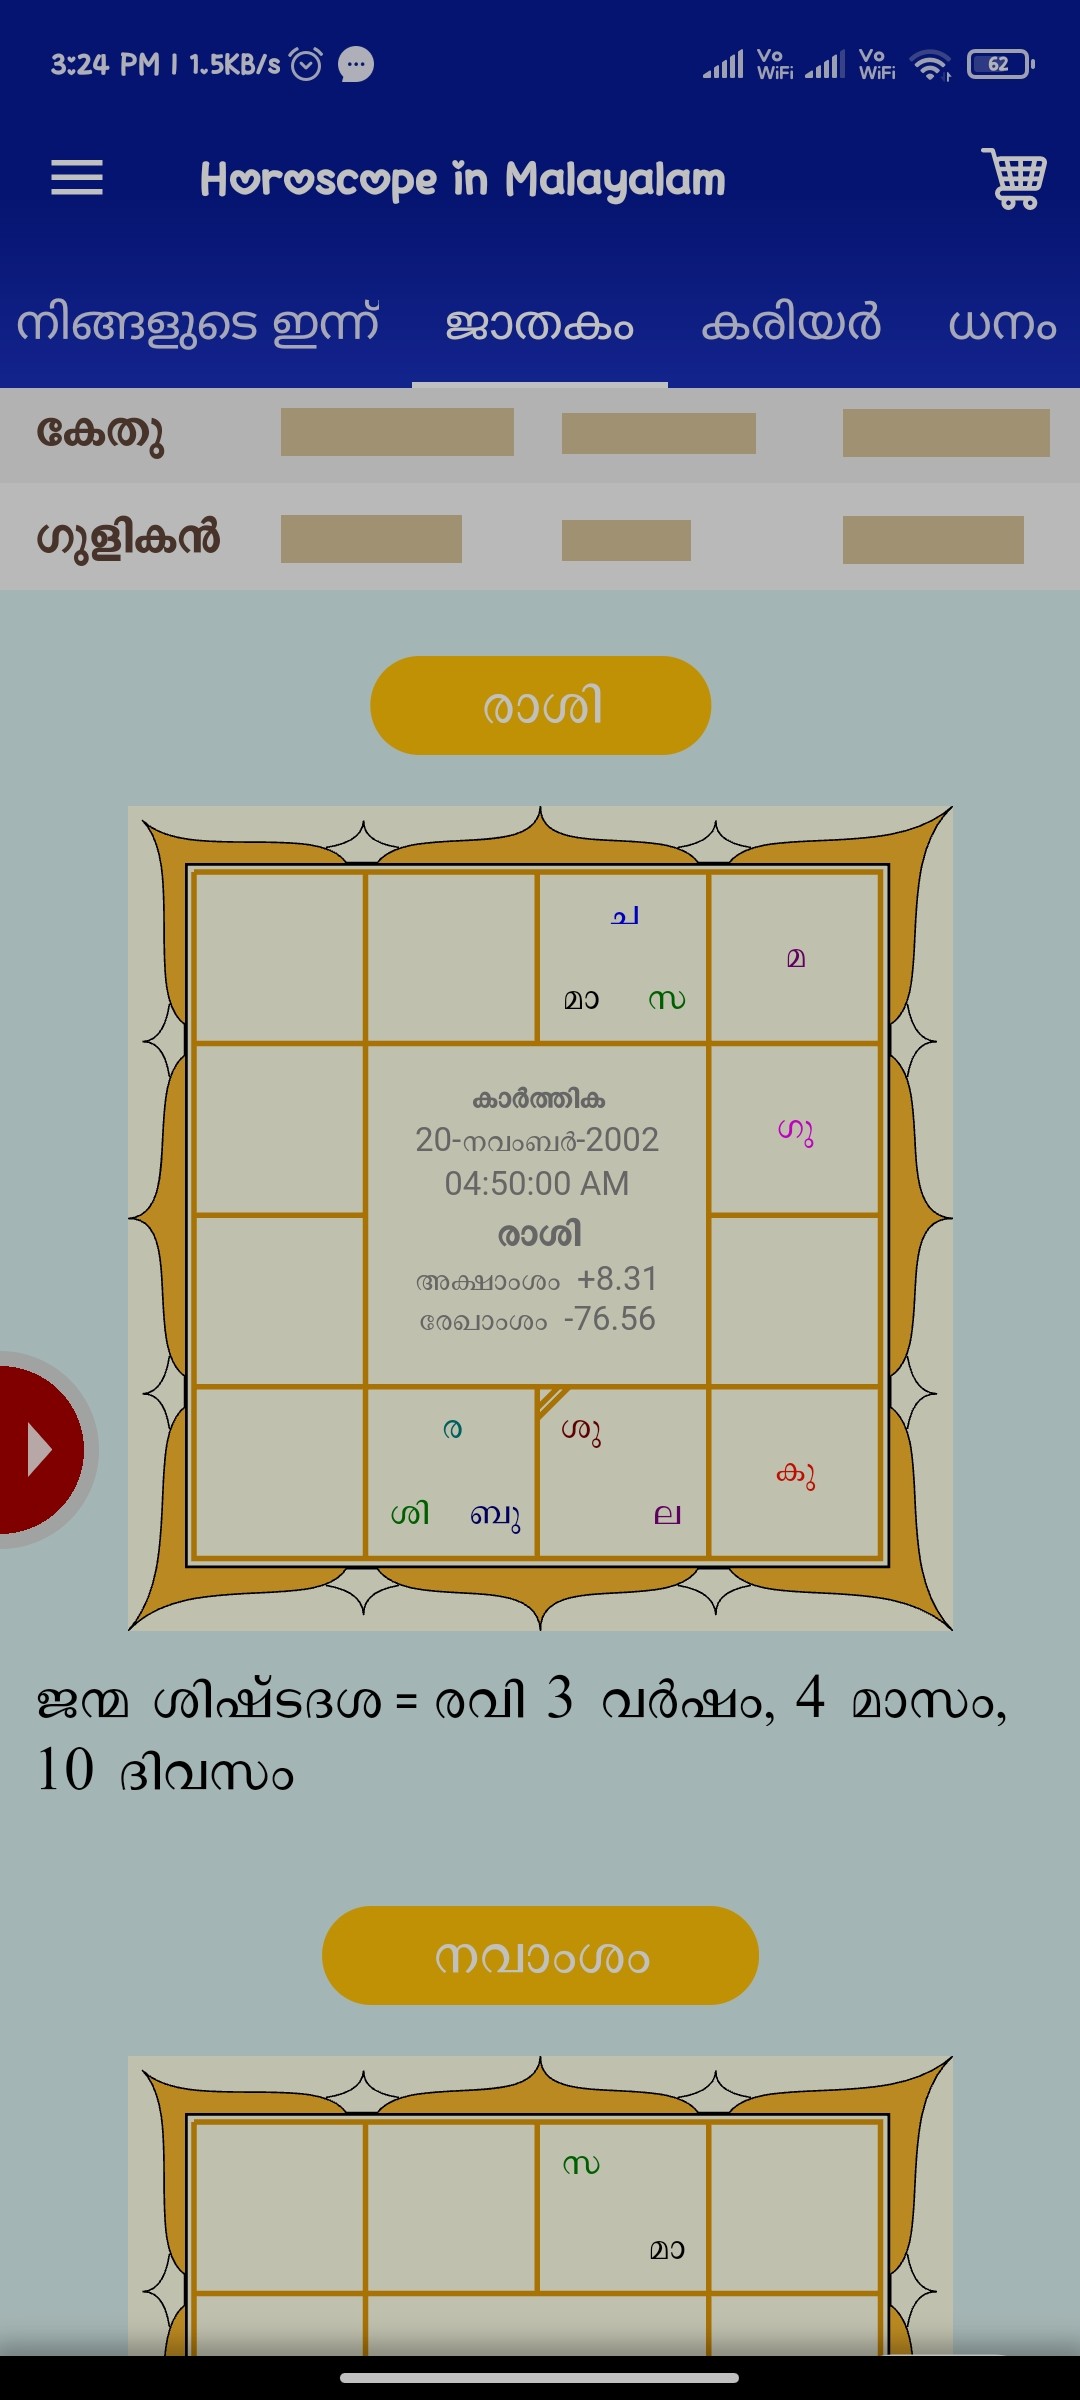 3:24 PM | 1.5KB/s
Vo WiFi Vo WiFi 62
Horoscope in Malayalam
നിങ്ങളുടെ ഇന്ന് ജാതകം കരിയർ ധനം
കേതു
ഗുളികൻ
രാശി
ച
മ
മാ സ
കാർത്തിക
ഗു
20-നവംബർ-2002
04:50:00 AM
രാശി
അക്ഷാംശം +8.31
രേഖാംശം -76.56
ര ശു
കു
ശി ബു ല
ജന്മ ശിഷ്ടദശ = രവി 3 വർഷം, 4 മാസം,
10 ദിവസം
നവാംശം
സ
മാ